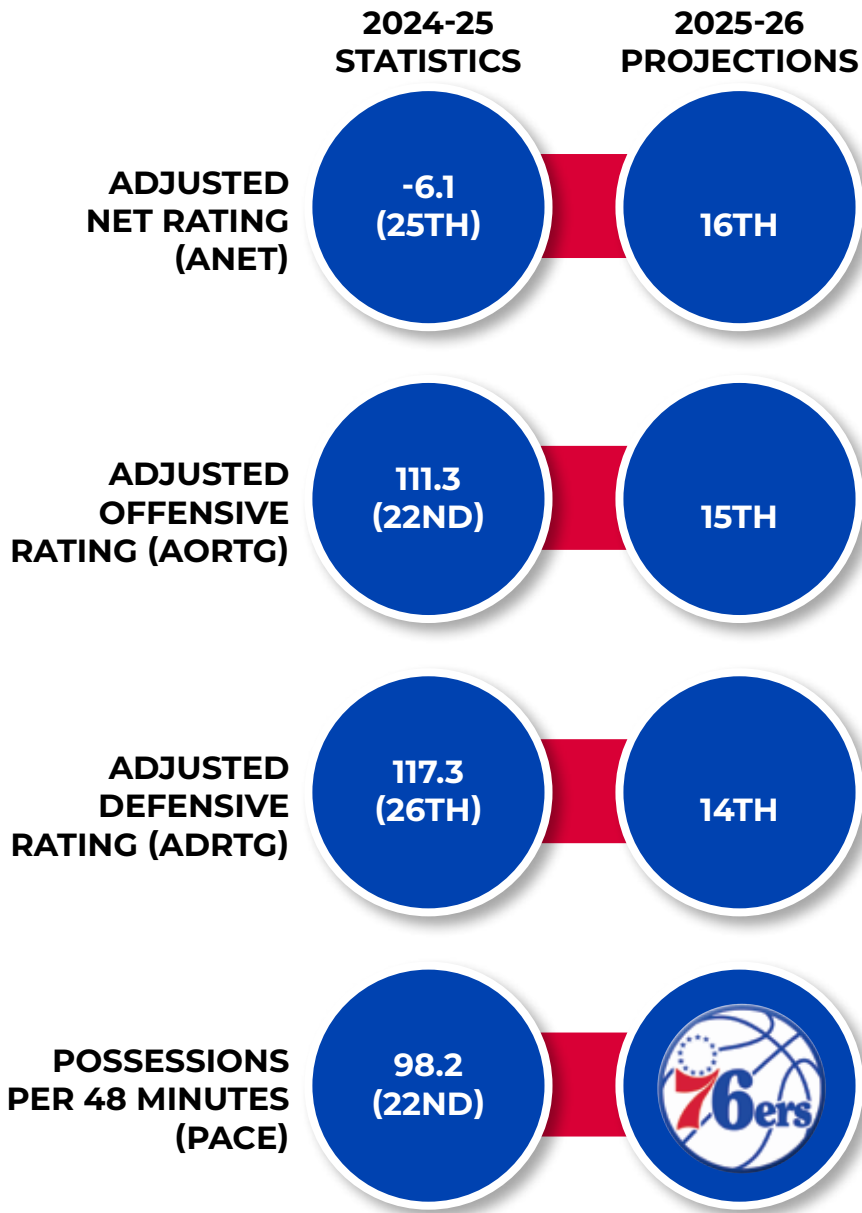 2024-25
STATISTICS
2025-26
PROJECTIONS
ADJUSTED
NET RATING
(ANET)
-6.1
(25TH)
16TH
ADJUSTED
OFFENSIVE
RATING (AORTG)
111.3
(22ND)
15TH
ADJUSTED
DEFENSIVE
RATING (ADRTG)
117.3
(26TH)
14TH
POSSESSIONS
PER 48 MINUTES
(PACE)
98.2
(22ND)
76ers